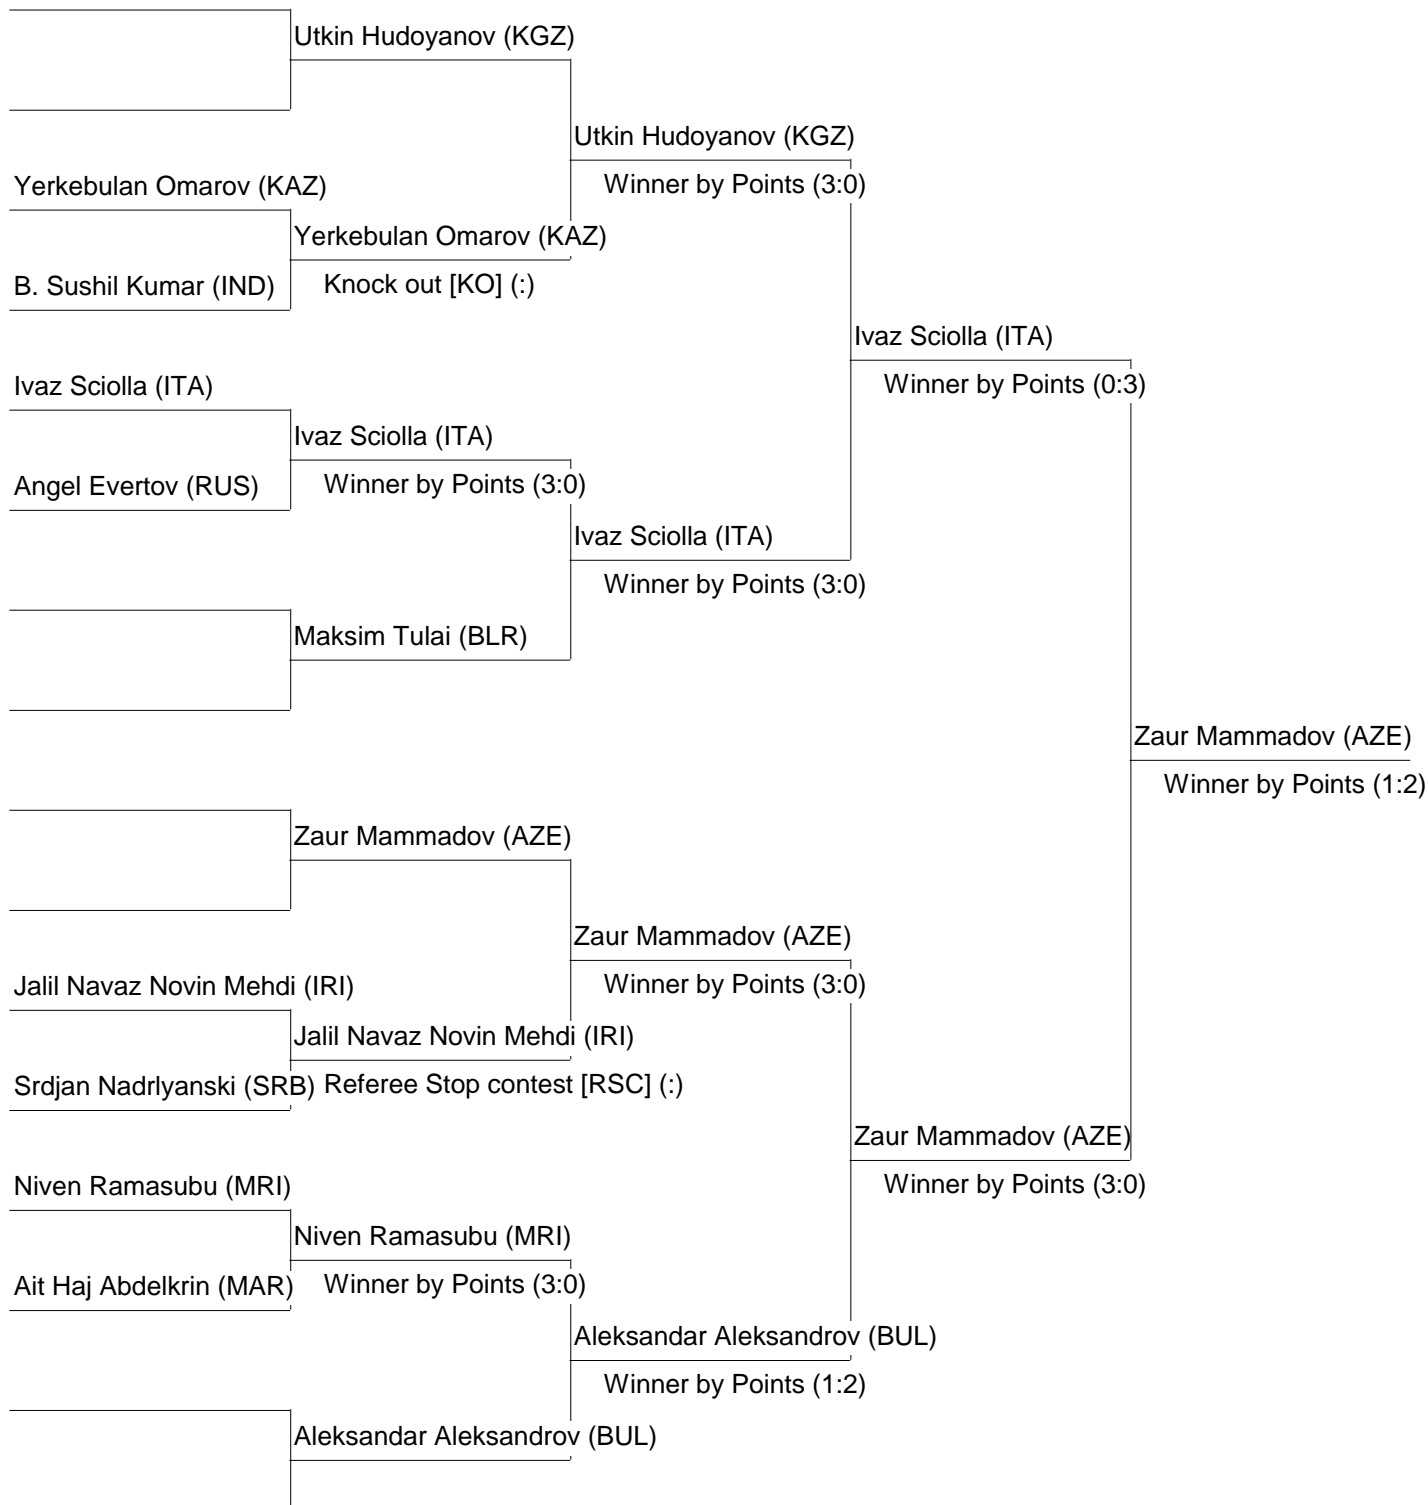 Utkin Hudoyanov (KGZ)
Utkin Hudoyanov (KGZ)
Winner by Points (3:0)
Yerkebulan Omarov (KAZ)
Yerkebulan Omarov (KAZ)
B. Sushil Kumar (IND)
Knock out [KO] (:)
Ivaz Sciolla (ITA)
Winner by Points (0:3)
Ivaz Sciolla (ITA)
Ivaz Sciolla (ITA)
Angel Evertov (RUS)
Winner by Points (3:0)
Ivaz Sciolla (ITA)
Winner by Points (3:0)
Maksim Tulai (BLR)
Zaur Mammadov (AZE)
Winner by Points (1:2)
Zaur Mammadov (AZE)
Zaur Mammadov (AZE)
Winner by Points (3:0)
Jalil Navaz Novin Mehdi (IRI)
Jalil Navaz Novin Mehdi (IRI)
Srdjan Nadrlyanski (SRB)
Referee Stop contest [RSC] (:)
Zaur Mammadov (AZE)
Winner by Points (3:0)
Niven Ramasubu (MRI)
Niven Ramasubu (MRI)
Ait Haj Abdelkrin (MAR)
Winner by Points (3:0)
Aleksandar Aleksandrov (BUL)
Winner by Points (1:2)
Aleksandar Aleksandrov (BUL)